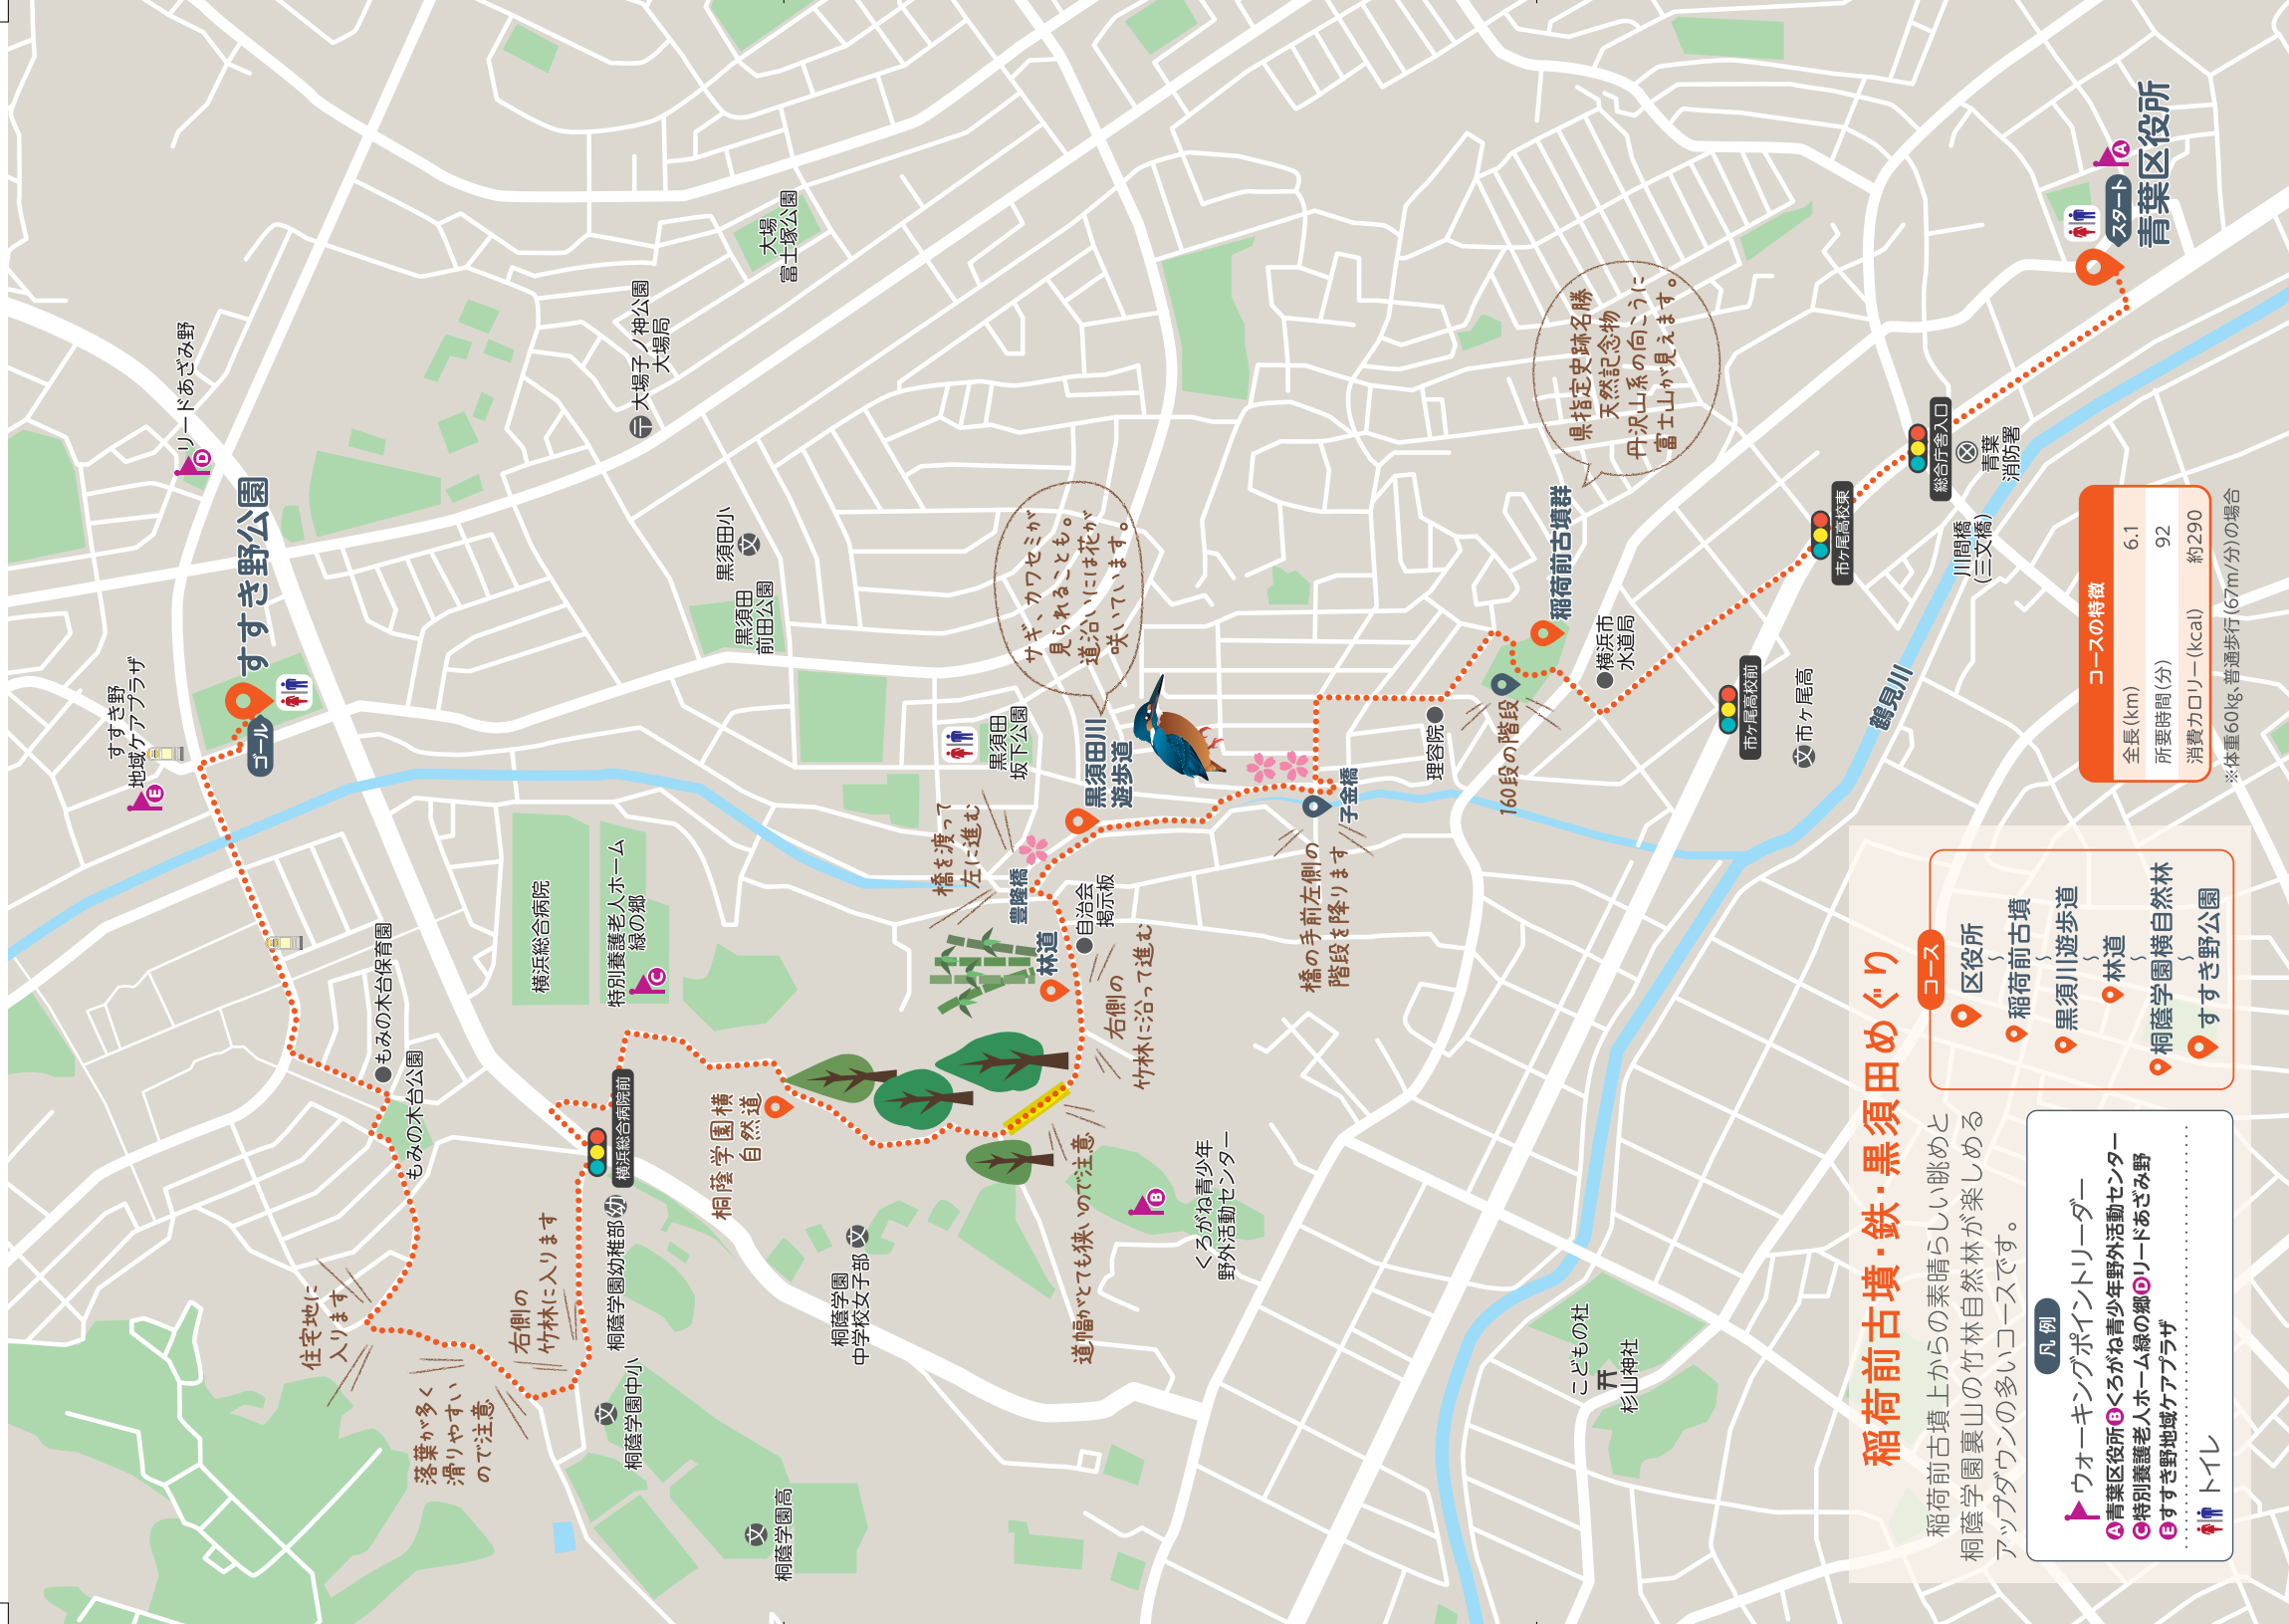 稲荷前古墳・鉄・黒須田めぐり
稲荷前古墳上からの素晴らしい眺めと
桐蔭学園裏山の竹林自然林が楽しめる
アップダウンの多いコースです。
コース
区役所
〜
稲荷前古墳
〜
黒須川遊歩道
〜
林道
〜
桐蔭学園横自然林
〜
すすき野公園
凡例
ウォーキングポイントリーダー
A青葉区役所Bくろがね青少年野外活動センター
C特別養護老人ホーム緑の郷Dリードあざみ野
Eすすき野地域ケアプラザ
トイレ
コースの特徴
全長(km) 6.1
所要時間(分) 92
消費カロリー(kcal) 約290
※体重60kg、普通歩行(67m/分)の場合
スタート
A
青葉区役所
総合庁舎入口
青葉
消防署
川間橋
(三文橋)
市ケ尾高校東
市ケ尾高校前
文 市ヶ尾高
鶴見川
横浜市
水道局
稲荷前古墳群
県指定史跡名勝
天然記念物
丹沢山系の向こうに
富士山が見えます。
160段の階段
理容院
子金橋
橋の手前左側の
階段を降ります
黒須田川
遊歩道
サギ、カワセミが
見られることも。
道沿いには花が
咲いています。
黒須田
坂下公園
豊隆橋
橋を渡って
左に進む
自治会
掲示板
林道
右側の
竹林に沿って進む
道幅がとても狭いので注意
B
くろがね青少年
野外活動センター
桐蔭学園横
自然道
桐蔭学園
中学校女子部 文
横浜総合病院
特別養護老人ホーム
緑の郷
C
横浜総合病院前
桐蔭学園幼稚部 幼
右側の
竹林に入ります
文
桐蔭学園中小
文
桐蔭学園高
落葉が多く
滑りやすい
ので注意
住宅地に
入ります
もみの木台公園
もみの木台保育園
すすき野
地域ケアプラザ
E
ゴール
すすき野公園
リードあざみ野
D
大場子ノ神公園
大場局
大場
富士塚公園
黒須田小
文
黒須田
前田公園
こどもの杜
杉山神社